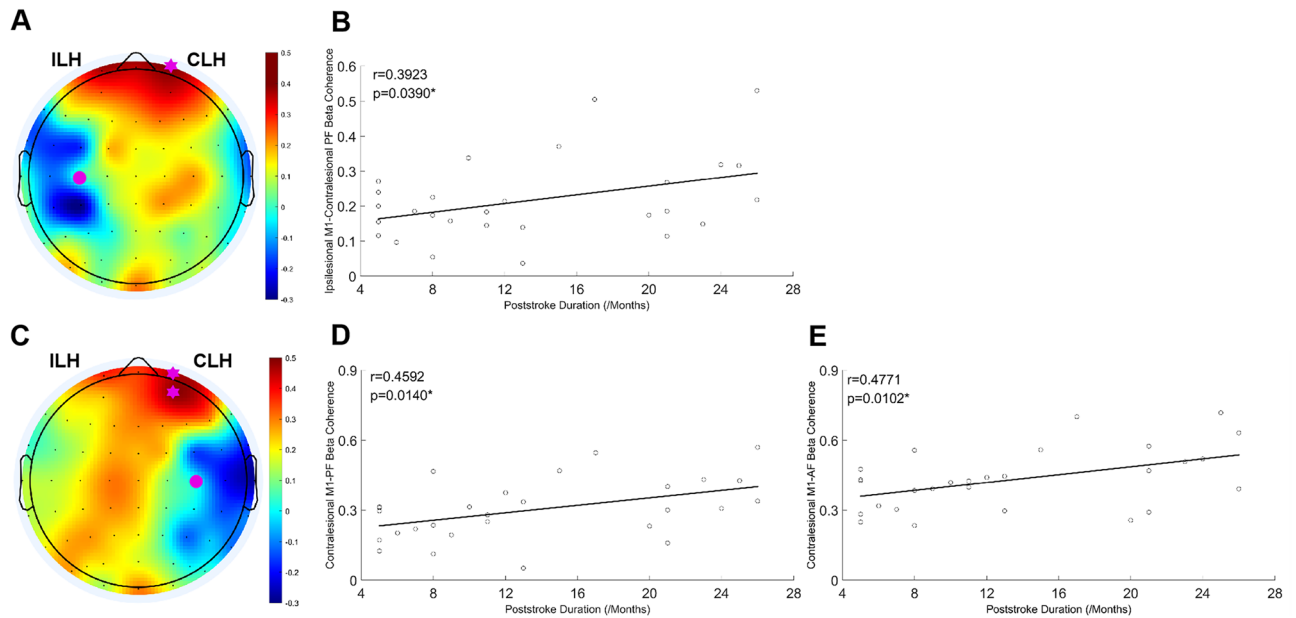 A
ILH
CLH
0.5
0.4
0.3
0.2
0.1
0
-0.1
-0.2
-0.3
B
r=0.3923
p=0.0390*
Ipsilesional M1-Contralesional PF Beta Coherence
0.6
0.5
0.4
0.3
0.2
0.1
0
4 8 12 16 20 24 28
Poststroke Duration (/Months)
C
ILH
CLH
0.5
0.4
0.3
0.2
0.1
0
-0.1
-0.2
-0.3
D
r=0.4592
p=0.0140*
Contralesional M1-PF Beta Coherence
0.9
0.6
0.3
0
4 8 12 16 20 24 28
Poststroke Duration (/Months)
E
r=0.4771
p=0.0102*
Contralesional M1-AF Beta Coherence
0.9
0.6
0.3
0
4 8 12 16 20 24 28
Poststroke Duration (/Months)